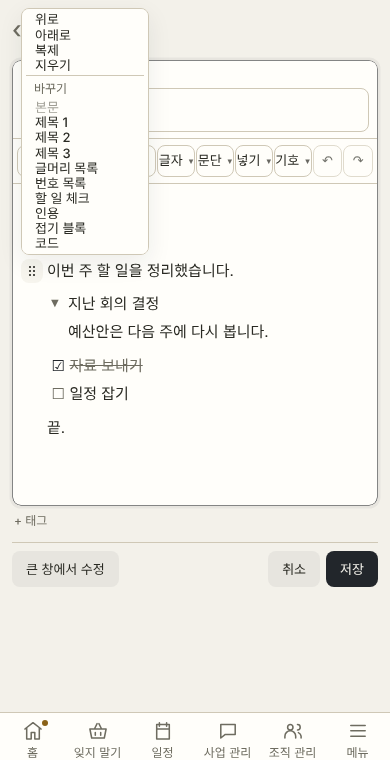 위로
아래로
복제
지우기
바꾸기
본문
제목 1
제목 2
제목 3
글머리 목록
번호 목록
할 일 체크
인용
접기 블록
코드
글자 ▾ 문단 ▾ 넣기 ▾ 기호 ▾ ↶ ↷
이번 주 할 일을 정리했습니다.
▼ 지난 회의 결정
예산안은 다음 주에 다시 봅니다.
☑ 자료 보내기
☐ 일정 잡기
끝.
+ 태그
큰 창에서 수정 취소 저장
홈 잊지 말기 일정 사업 관리 조직 관리 메뉴